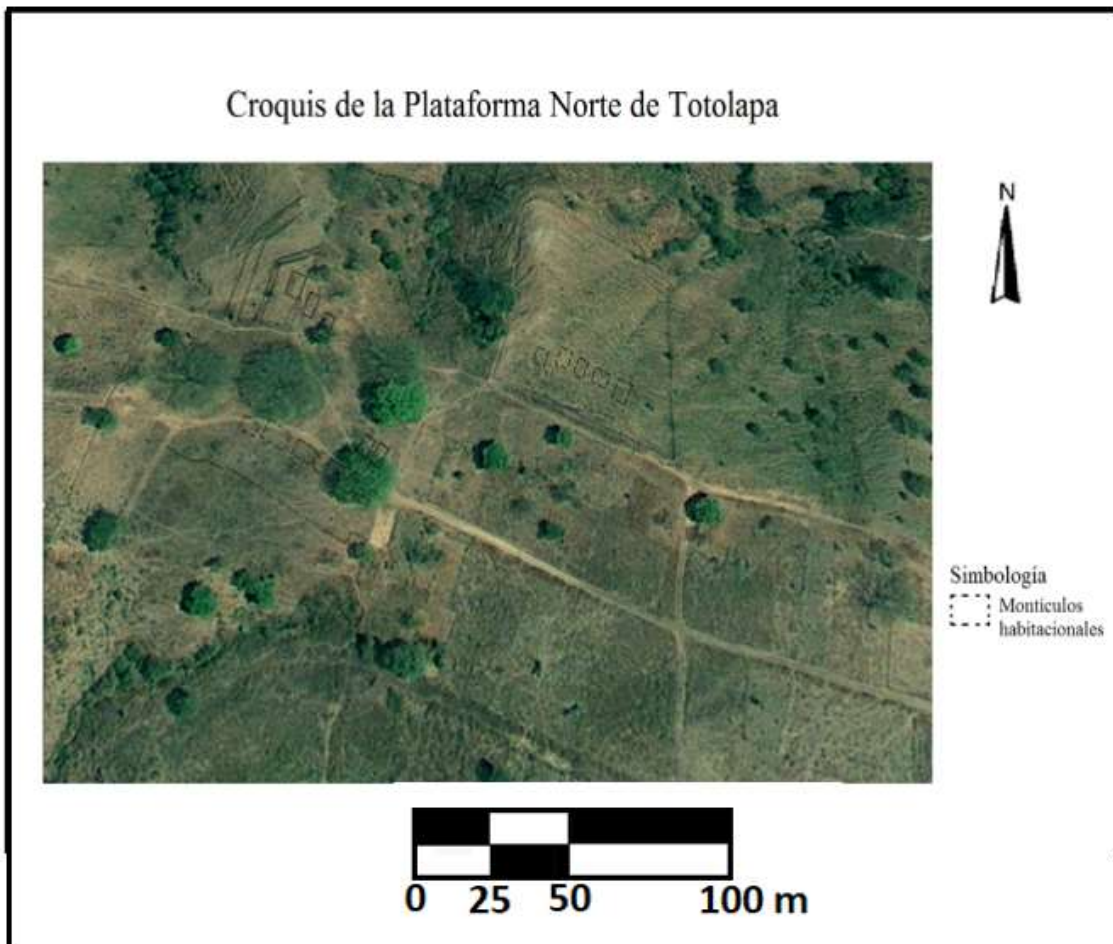 Croquis de la Plataforma Norte de Totolapa
N
Simbología
Montículos
habitacionales
0 25 50 100 m